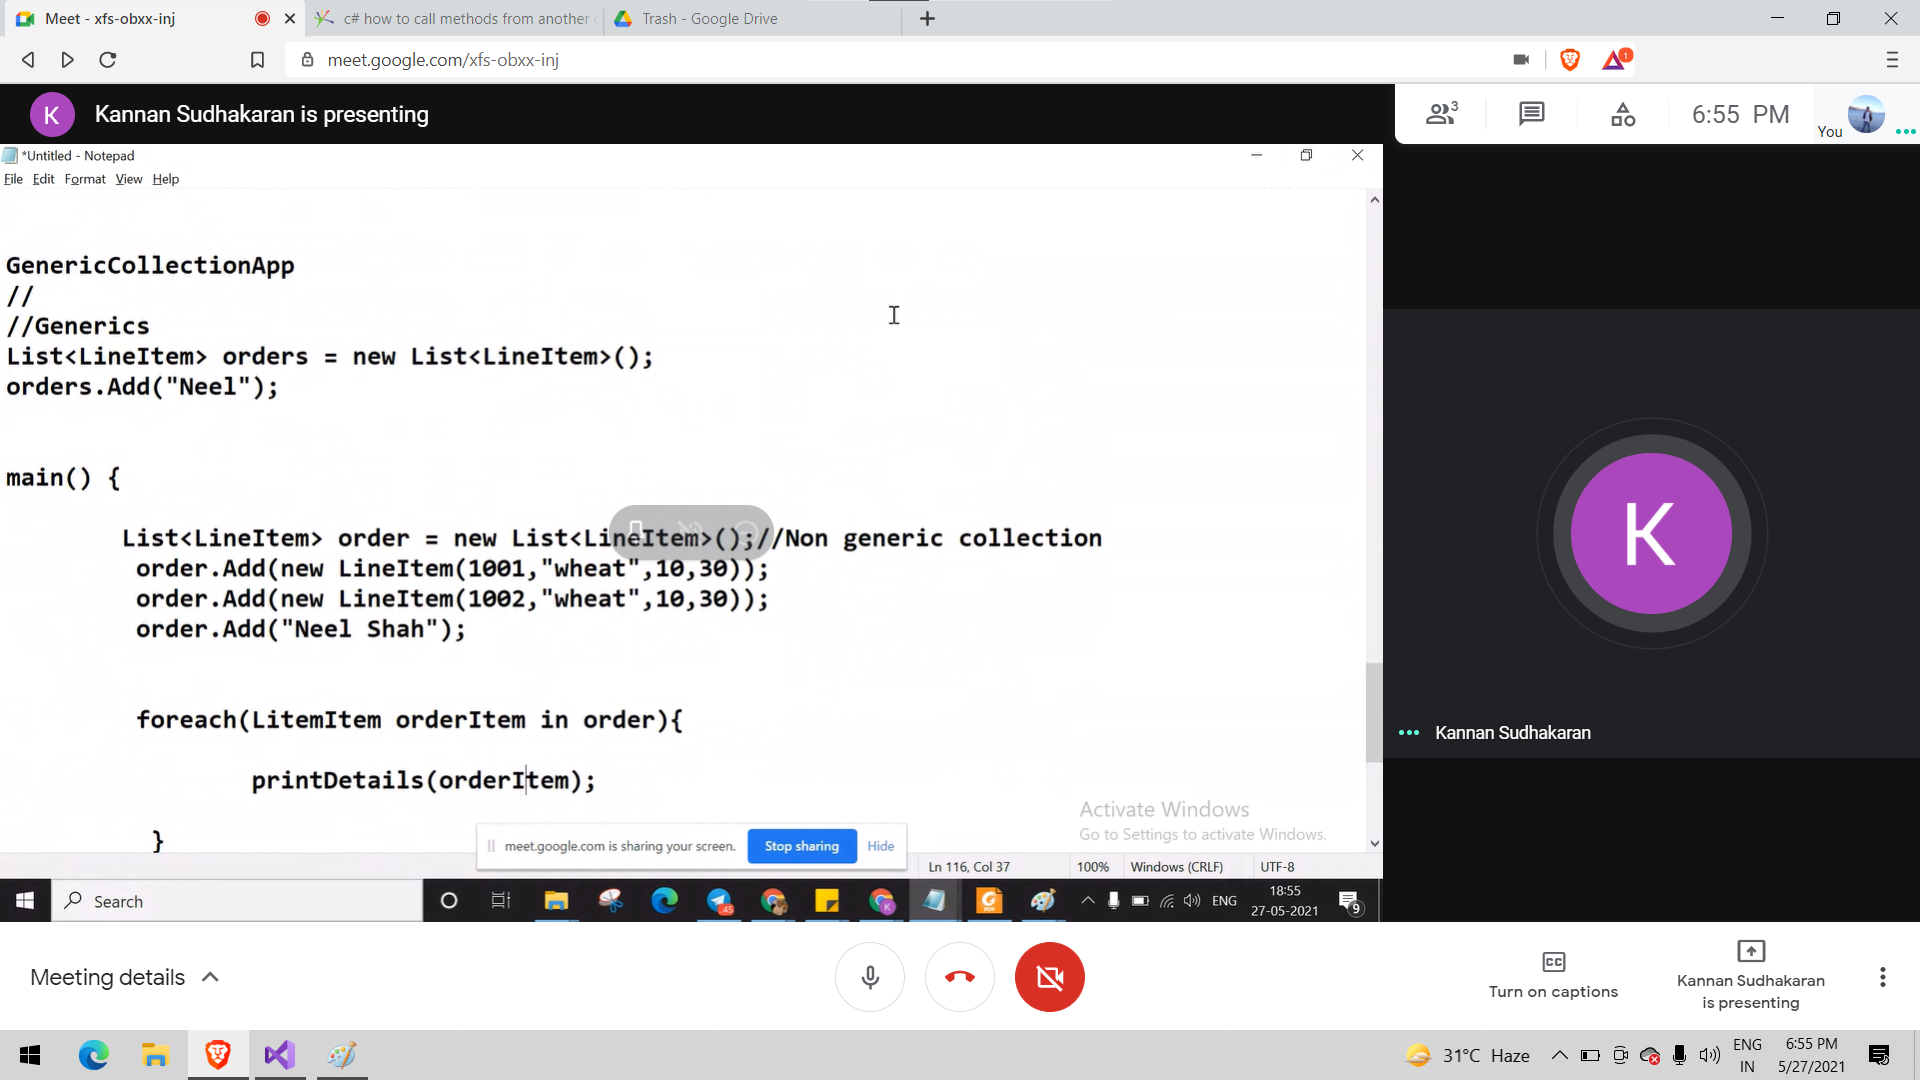 Meet - xfs-obxx-inj
c# how to call methods from another
Trash - Google Drive
meet.google.com/xfs-obxx-inj
1
K
Kannan Sudhakaran is presenting
3
6:55 PM
You
*Untitled - Notepad
File Edit Format View Help
GenericCollectionApp
//
//Generics
List<LineItem> orders = new List<LineItem>();
orders.Add("Neel");
main() {
List<LineItem> order = new List<LineItem>();//Non generic collection
order.Add(new LineItem(1001,"wheat",10,30));
order.Add(new LineItem(1002,"wheat",10,30));
order.Add("Neel Shah");
foreach(LitemItem orderItem in order){
printDetails(orderItem);
}
K
Kannan Sudhakaran
Activate Windows
Go to Settings to activate Windows.
meet.google.com is sharing your screen.
Stop sharing
Hide
Ln 116, Col 37
100%
Windows (CRLF)
UTF-8
Search
45
K
PDF
ENG
18:55
27-05-2021
9
Meeting details
CC
Turn on captions
Kannan Sudhakaran
is presenting
31°C Haze
ENG
IN
6:55 PM
5/27/2021